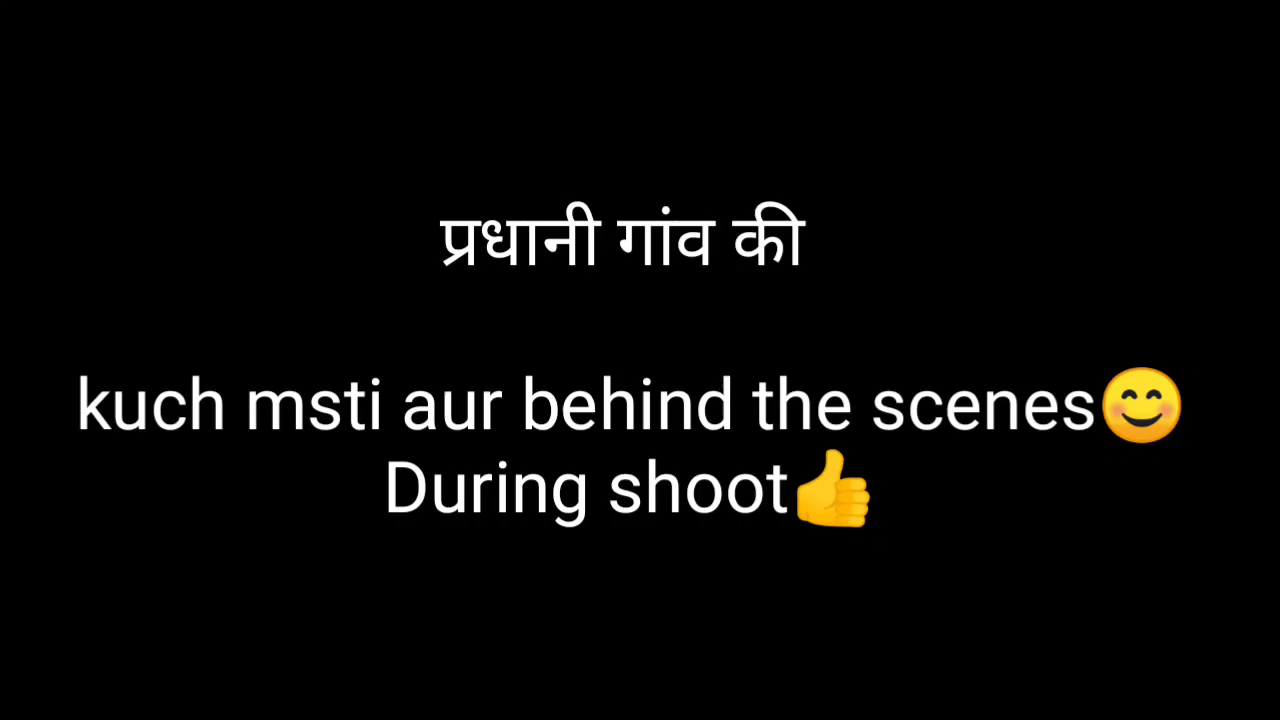 प्रधानी गांव की
kuch msti aur behind the scenes😊
During shoot👍